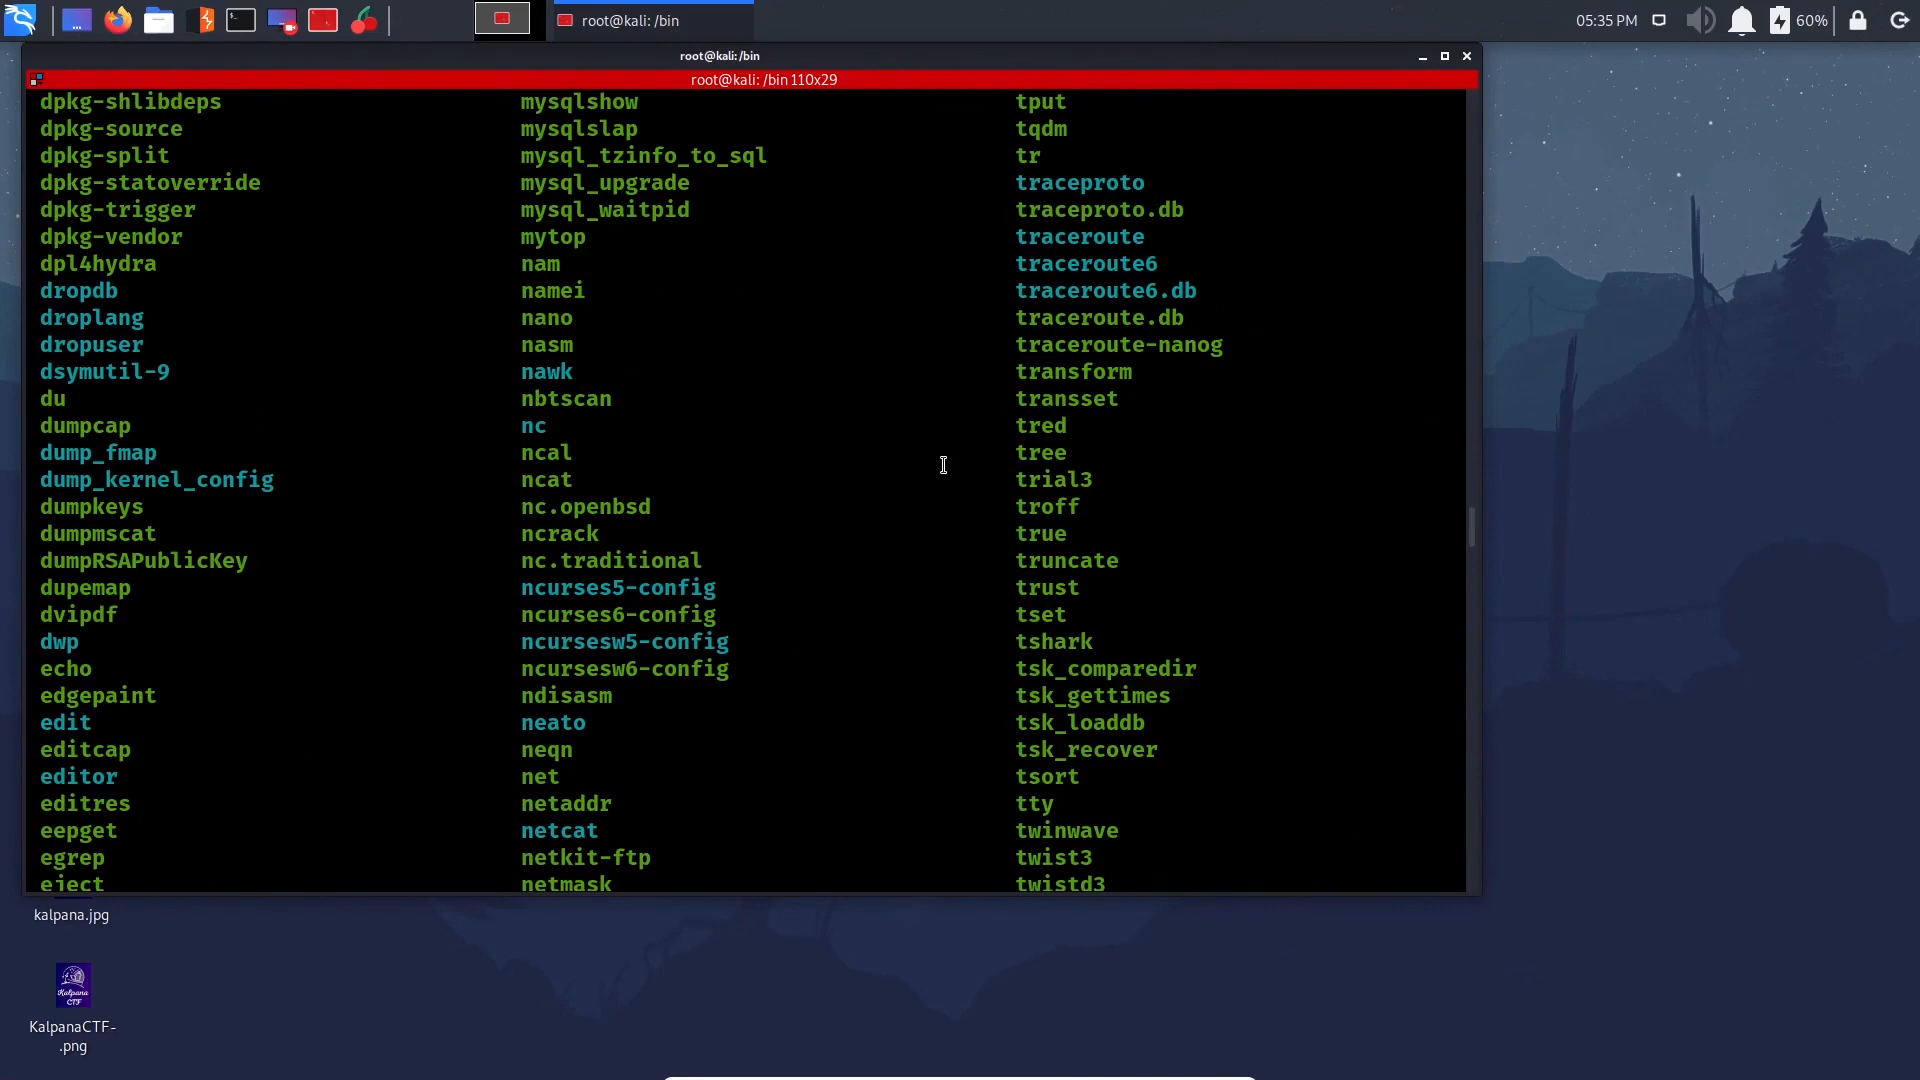 root@kali: /bin
05:35 PM
60%
root@kali: /bin
root@kali: /bin 110x29
dpkg-shlibdeps mysqlshow tput
dpkg-source mysqlslap tqdm
dpkg-split mysql_tzinfo_to_sql tr
dpkg-statoverride mysql_upgrade traceproto
dpkg-trigger mysql_waitpid traceproto.db
dpkg-vendor mytop traceroute
dpl4hydra nam traceroute6
dropdb namei traceroute6.db
droplang nano traceroute.db
dropuser nasm traceroute-nanog
dsymutil-9 nawk transform
du nbtscan transset
dumpcap nc tred
dump_fmap ncal tree
dump_kernel_config ncat trial3
dumpkeys nc.openbsd troff
dumpmscat ncrack true
dumpRSAPublicKey nc.traditional truncate
dupemap ncurses5-config trust
dvipdf ncurses6-config tset
dwp ncursesw5-config tshark
echo ncursesw6-config tsk_comparedir
edgepaint ndisasm tsk_gettimes
edit neato tsk_loaddb
editcap neqn tsk_recover
editor net tsort
editres netaddr tty
eepget netcat twinwave
egrep netkit-ftp twist3
eject netmask twistd3
kalpana.jpg
Kalpana
CTF
KalpanaCTF-
.png